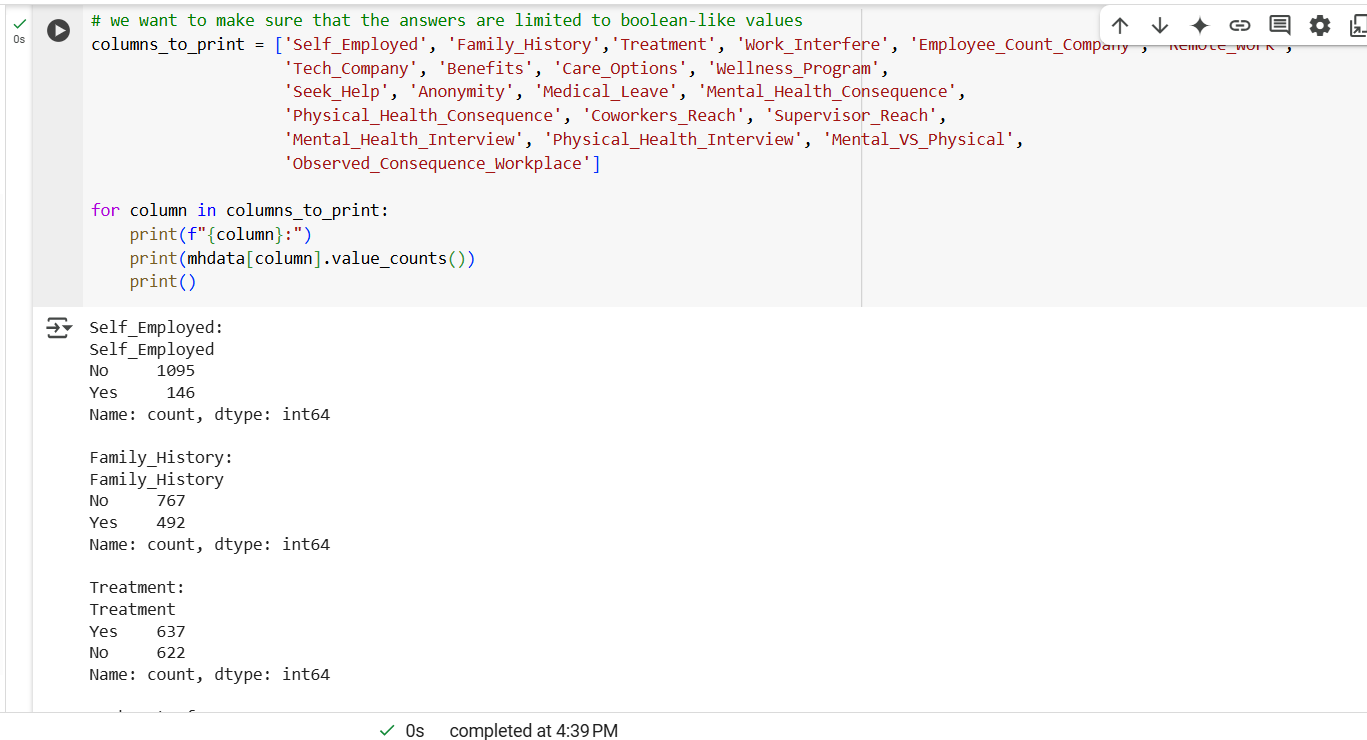 # we want to make sure that the answers are limited to boolean-like values
0s
columns_to_print = ['Self_Employed', 'Family_History','Treatment', 'Work_Interfere', 'Employee_Count_Company', 'Remote_Work',
'Tech_Company', 'Benefits', 'Care_Options', 'Wellness_Program',
'Seek_Help', 'Anonymity', 'Medical_Leave', 'Mental_Health_Consequence',
'Physical_Health_Consequence', 'Coworkers_Reach', 'Supervisor_Reach',
'Mental_Health_Interview', 'Physical_Health_Interview', 'Mental_VS_Physical',
'Observed_Consequence_Workplace']
for column in columns_to_print:
print(f"{column}:")
print(mhdata[column].value_counts())
print()
Self_Employed:
Self_Employed
No 1095
Yes 146
Name: count, dtype: int64
Family_History:
Family_History
No 767
Yes 492
Name: count, dtype: int64
Treatment:
Treatment
Yes 637
No 622
Name: count, dtype: int64
0s completed at 4:39 PM